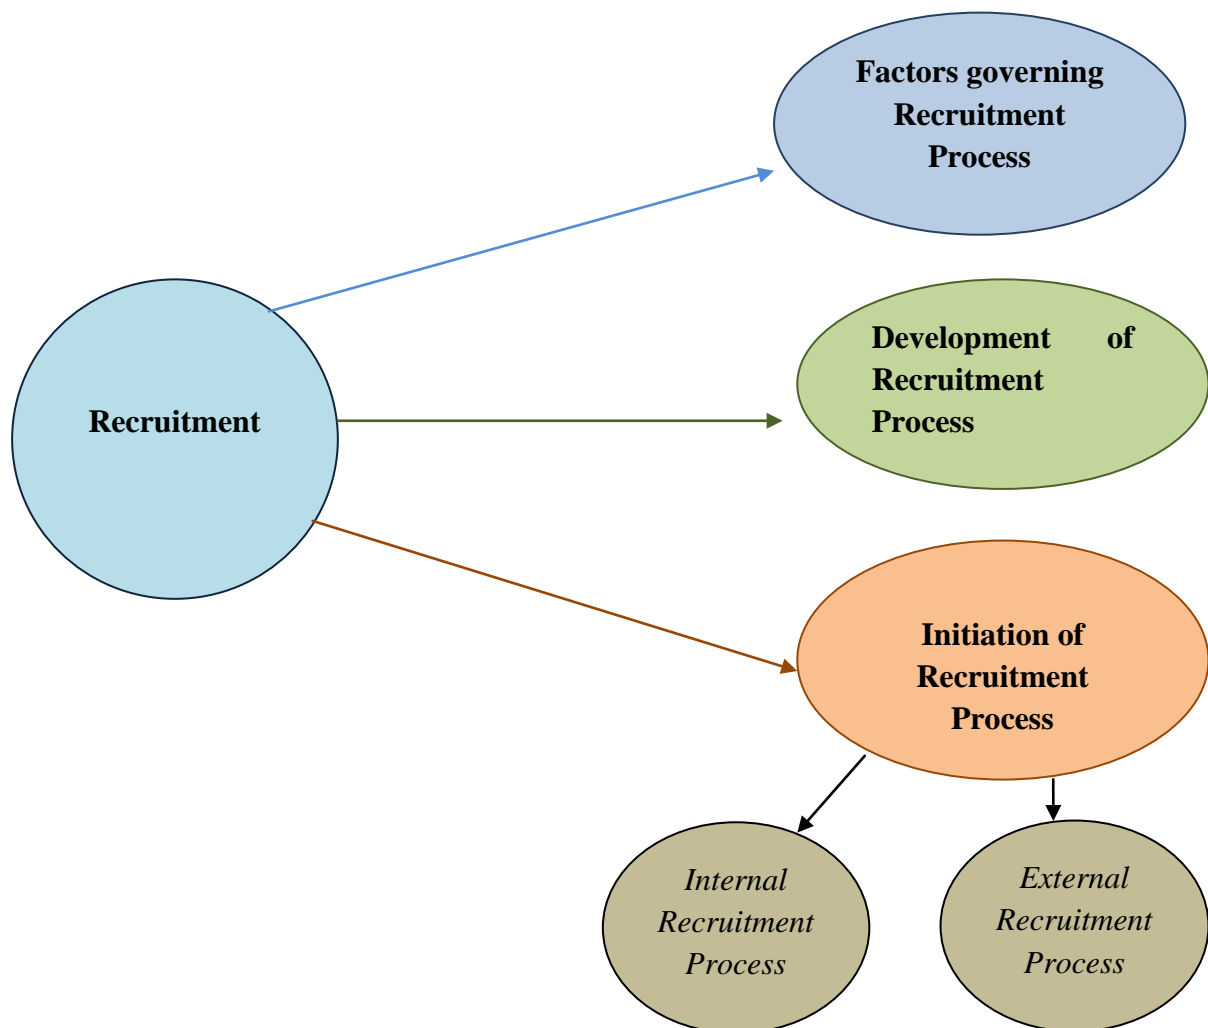 Factors governing
Recruitment
Process
Development of
Recruitment
Process
Recruitment
Initiation of
Recruitment
Process
Internal
Recruitment
Process
External
Recruitment
Process